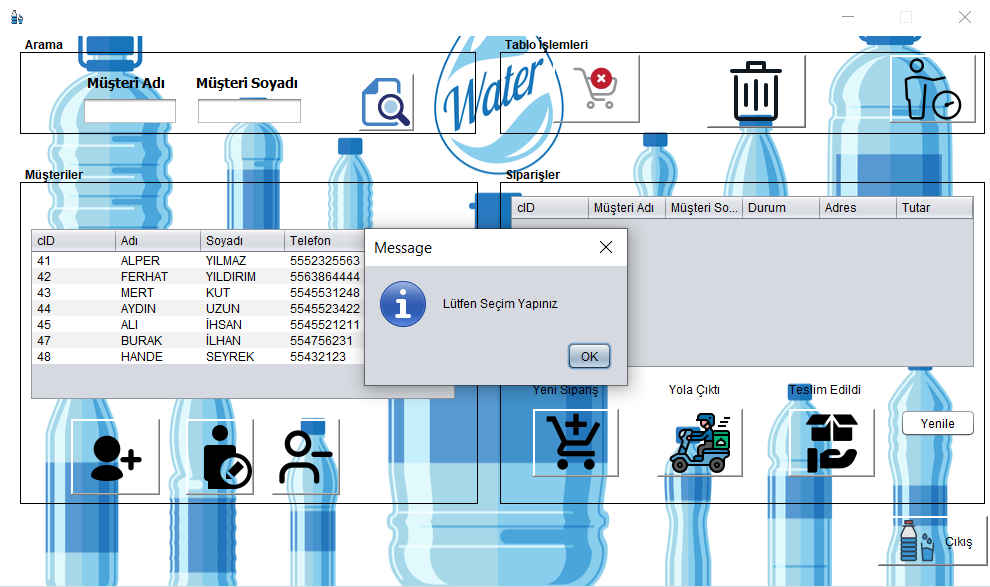 Arama
Müşteri Adı
Müşteri Soyadı
Water
Tablo İşlemleri
Müşteriler
cID Adı Soyadı Telefon
41 ALPER YILMAZ 5552325563
42 FERHAT YILDIRIM 5563864444
43 MERT KUT 5545531248
44 AYDIN UZUN 5545523422
45 ALI İHSAN 5545521211
47 BURAK İLHAN 554756231
48 HANDE SEYREK 55432123
Siparişler
cID Müşteri Adı Müşteri So... Durum Adres Tutar
Message
Lütfen Seçim Yapınız
OK
Yeni Sipariş
Yola Çıktı
Teslim Edildi
Yenile
Çıkış